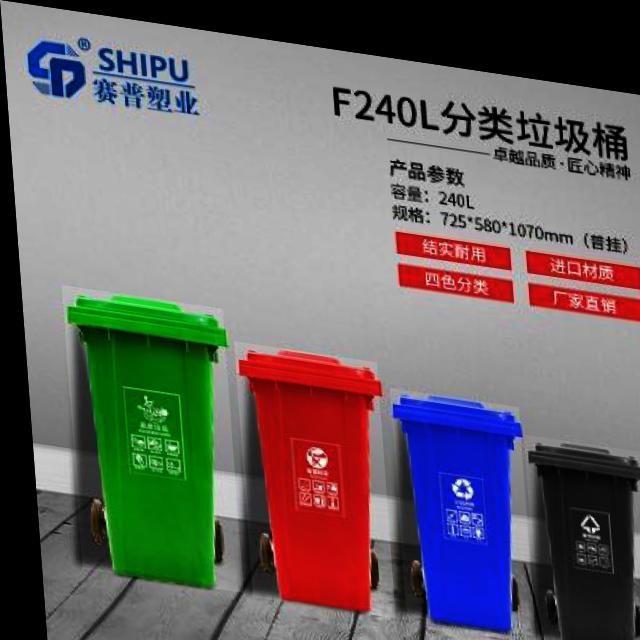 SHIPU
赛普塑业
F240L分类垃圾桶
卓越品质·匠心精神
产品参数
容量：240L
规格：725*580*1070mm（普挂）
结实耐用
进口材质
四色分类
厂家直销